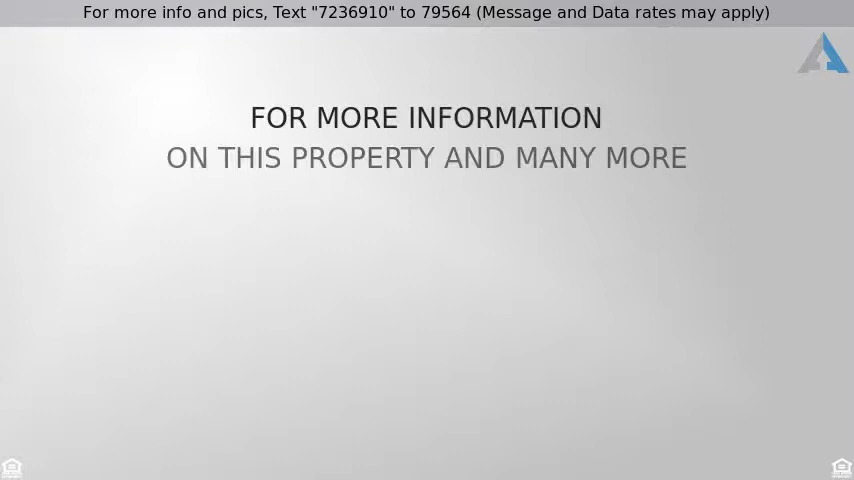 For more info and pics, Text "7236910" to 79564 (Message and Data rates may apply)
FOR MORE INFORMATION
ON THIS PROPERTY AND MANY MORE